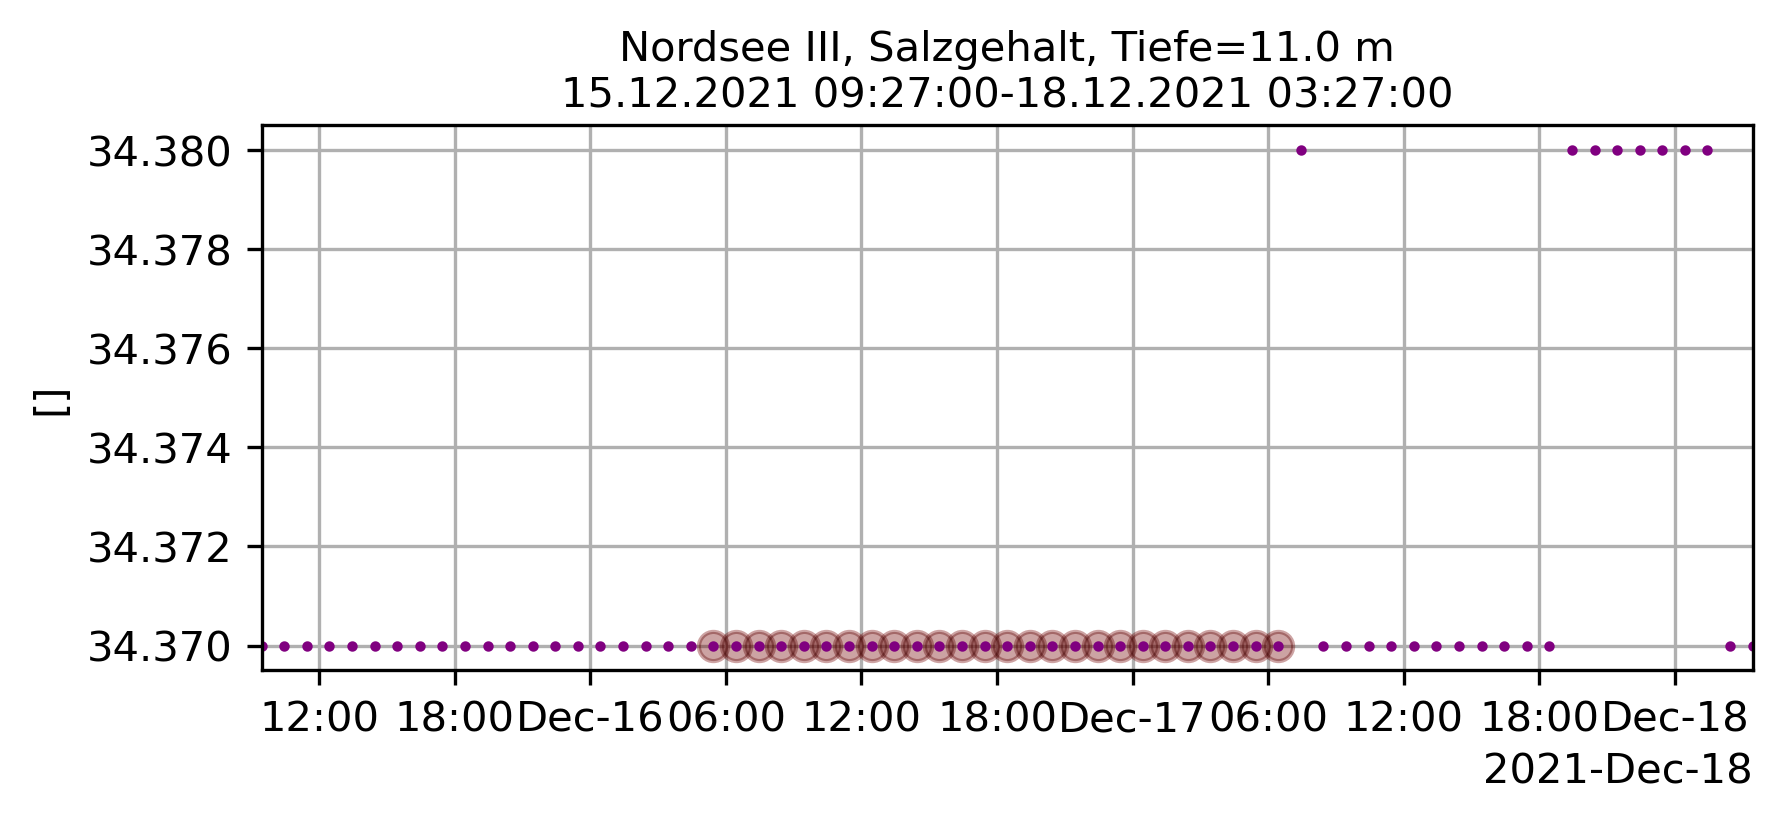 Nordsee III, Salzgehalt, Tiefe=11.0 m
15.12.2021 09:27:00-18.12.2021 03:27:00
34.380
34.378
34.376
34.374
34.372
34.370
[]
12:00 18:00 Dec-16 06:00 12:00 18:00 Dec-17 06:00 12:00 18:00 Dec-18
2021-Dec-18